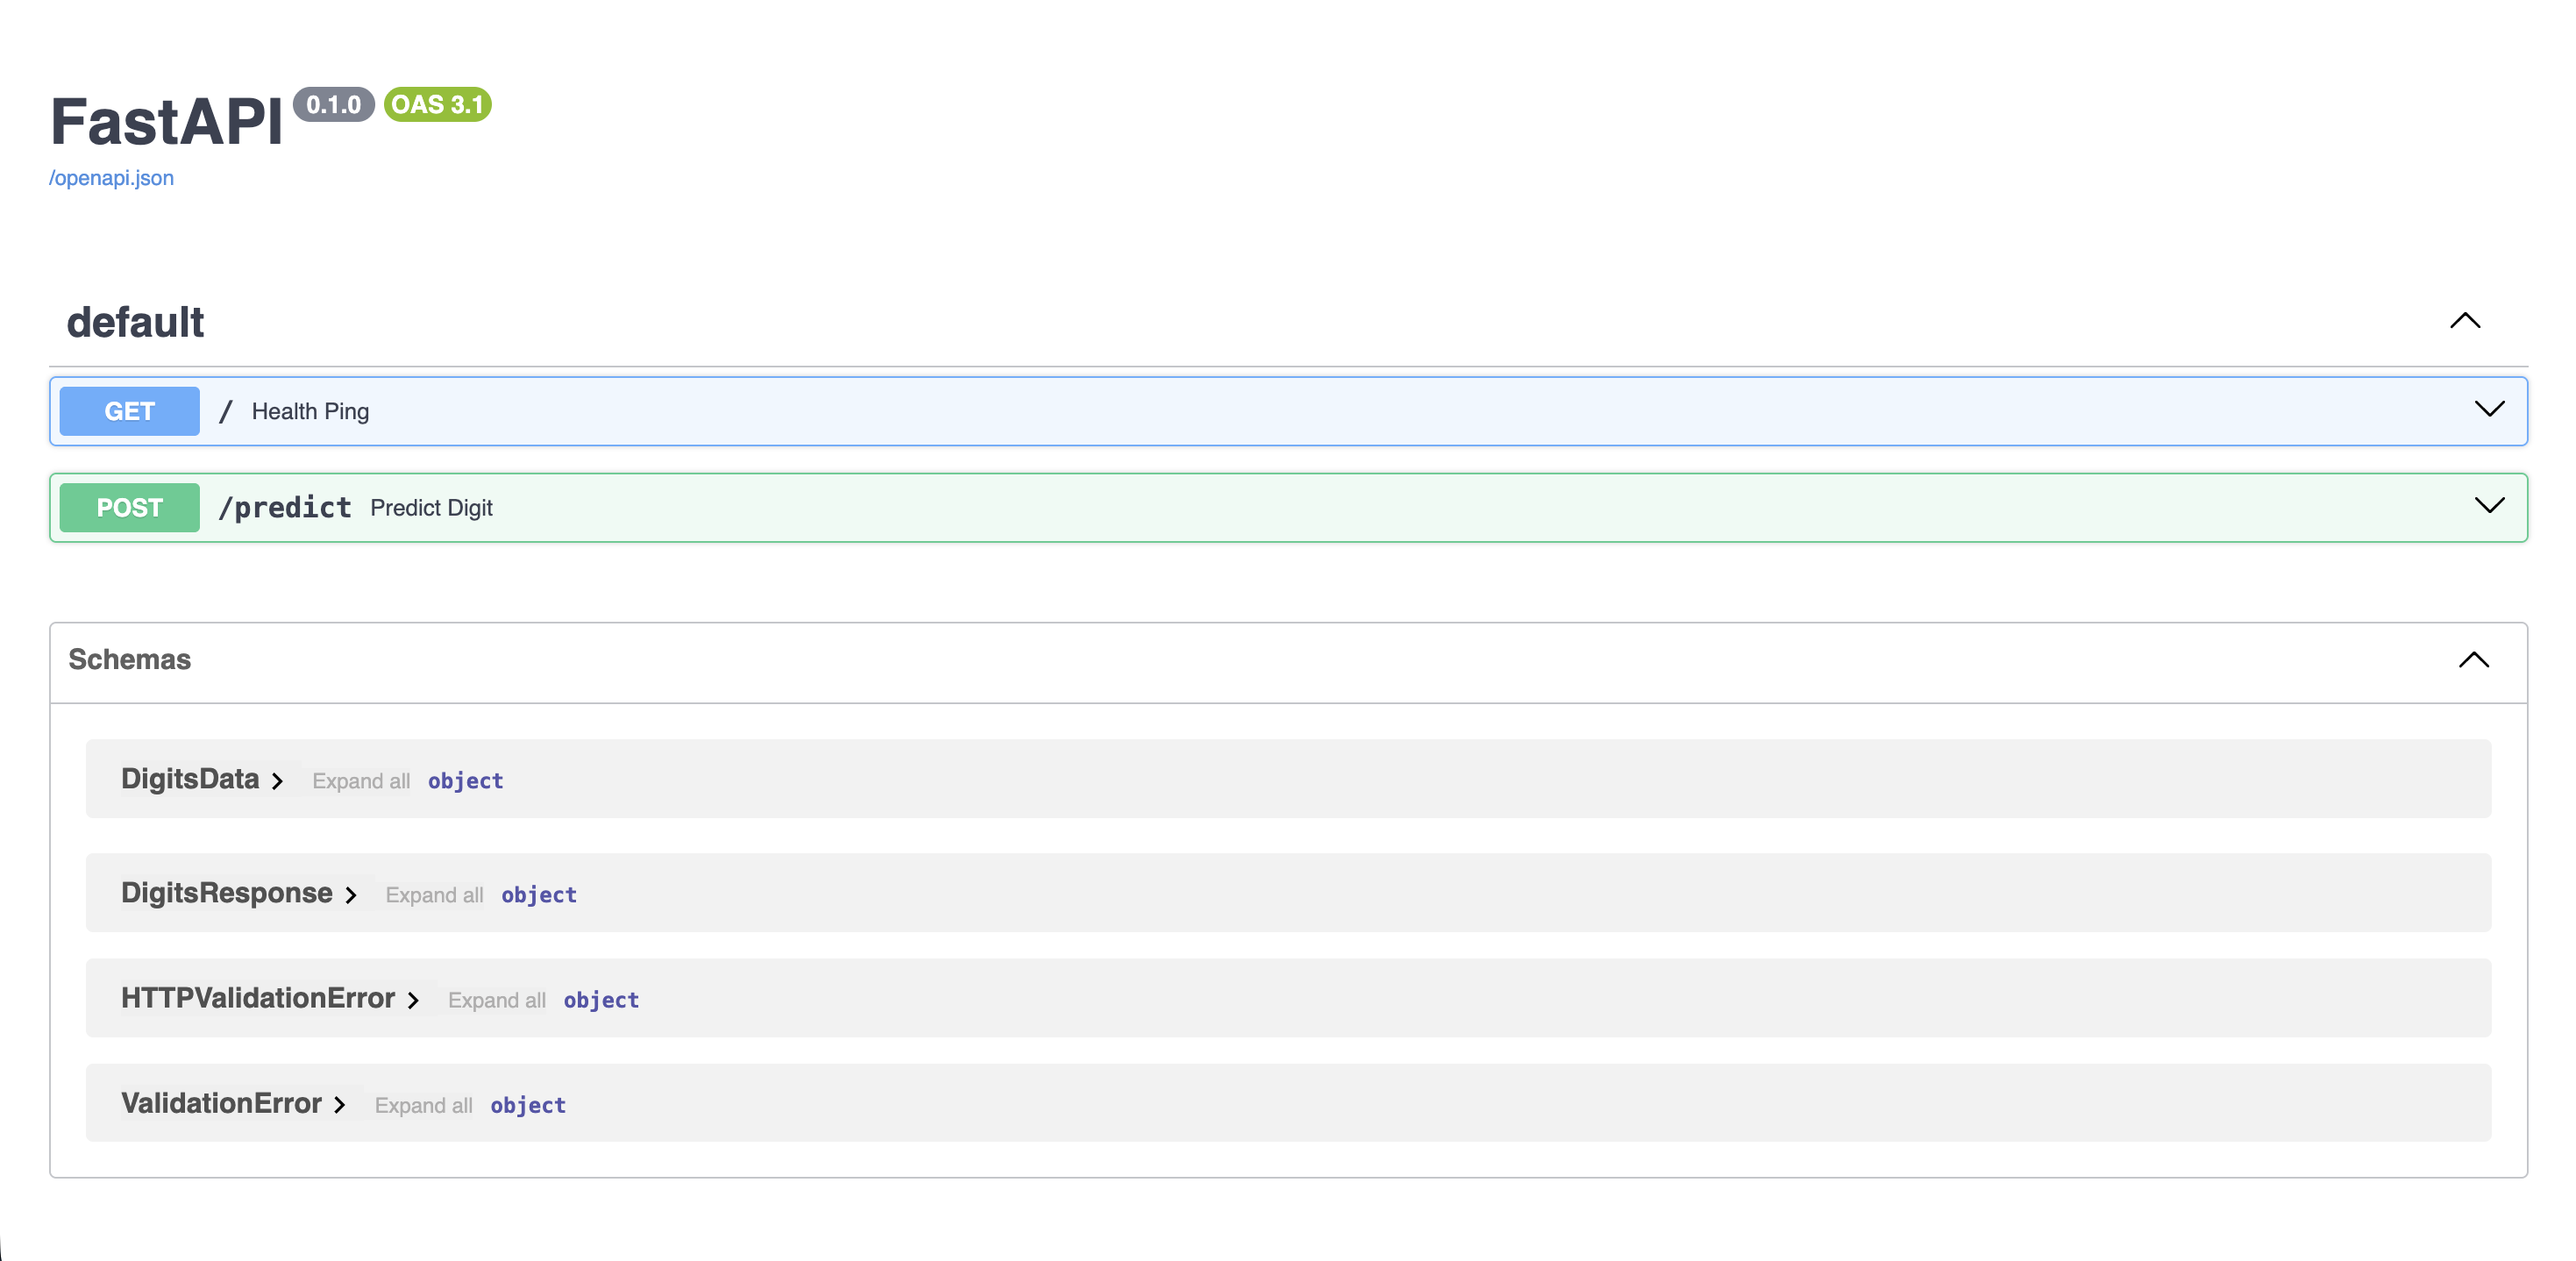 FastAPI 0.1.0 OAS 3.1
/openapi.json
default
GET / Health Ping
POST /predict Predict Digit
Schemas
DigitsData Expand all object
DigitsResponse Expand all object
HTTPValidationError Expand all object
ValidationError Expand all object